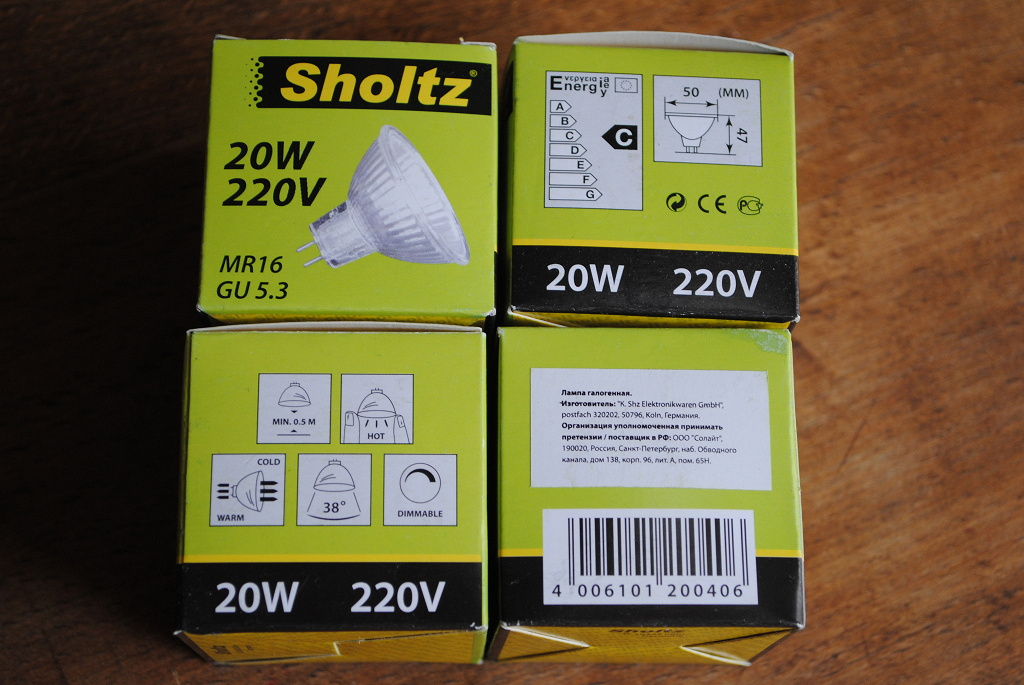 Sholtz®
20W
220V
MR16
GU 5.3
Energy
A
B
C
D
E
F
G
C
50 (MM)
47
CE
20W 220V
MIN. 0.5 M
HOT
COLD
WARM
38°
DIMMABLE
20W 220V
Лампа галогенная.
Изготовитель: "K. Shz Elektronikwaren GmbH",
postfach 320202, 50796, Koln, Германия.
Организация уполномоченная принимать
претензии / поставщик в РФ: ООО "Солайт",
190020, Россия, Санкт-Петербург, наб. Обводного
канала, дом 138, корп. 96, лит. А, пом. 65Н.
4 006101 200406
Sholtz